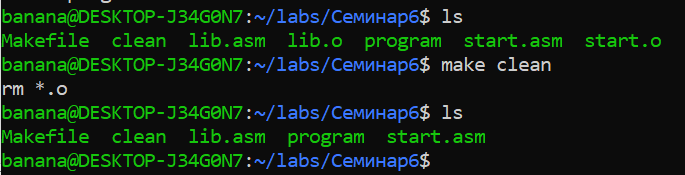 banana@DESKTOP-J34G0N7:~/labs/Семинар6$ ls
Makefile clean lib.asm lib.o program start.asm start.o
banana@DESKTOP-J34G0N7:~/labs/Семинар6$ make clean
rm *.o
banana@DESKTOP-J34G0N7:~/labs/Семинар6$ ls
Makefile clean lib.asm program start.asm
banana@DESKTOP-J34G0N7:~/labs/Семинар6$